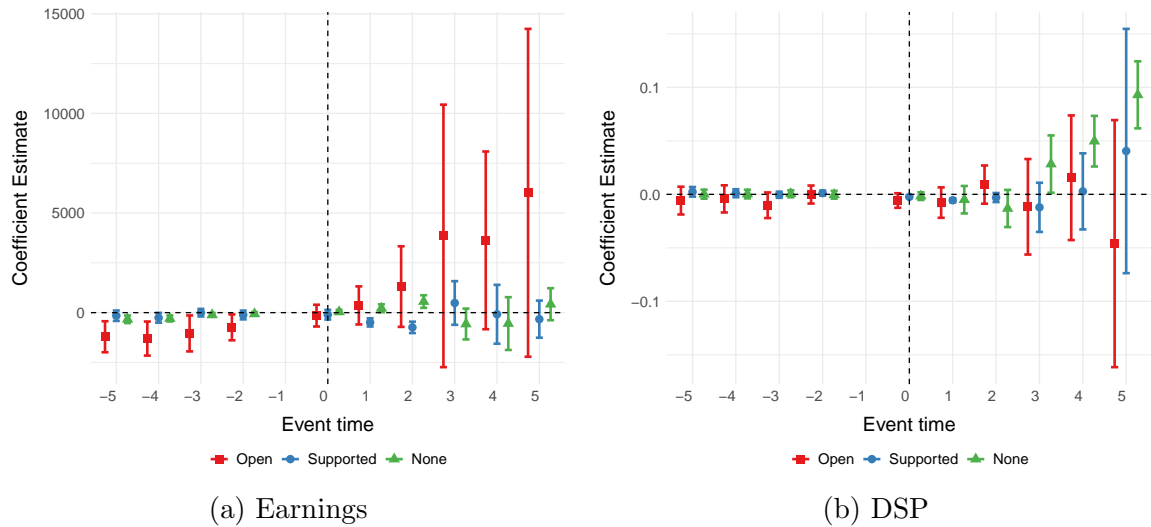 15000
10000
5000
0
Coefficient Estimate
−5 −4 −3 −2 −1 0 1 2 3 4 5
Event time
Open Supported None
(a) Earnings
0.1
0.0
−0.1
Coefficient Estimate
−5 −4 −3 −2 −1 0 1 2 3 4 5
Event time
Open Supported None
(b) DSP